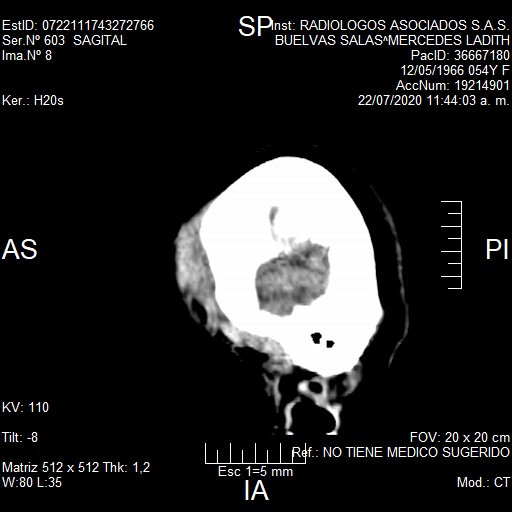 EstID: 0722111743272766
Ser.Nº 603 SAGITAL
Ima.Nº 8
Ker.: H20s
SP
Inst: RADIOLOGOS ASOCIADOS S.A.S.
BUELVAS SALAS^MERCEDES LADITH
PacID: 36667180
12/05/1966 054Y F
AccNum: 19214901
22/07/2020 11:44:03 a. m.
AS
PI
KV: 110
Tilt: -8
Matriz 512 x 512 Thk: 1,2
W:80 L:35
Esc 1=5 mm
IA
FOV: 20 x 20 cm
Ref.: NO TIENE MEDICO SUGERIDO
Mod.: CT